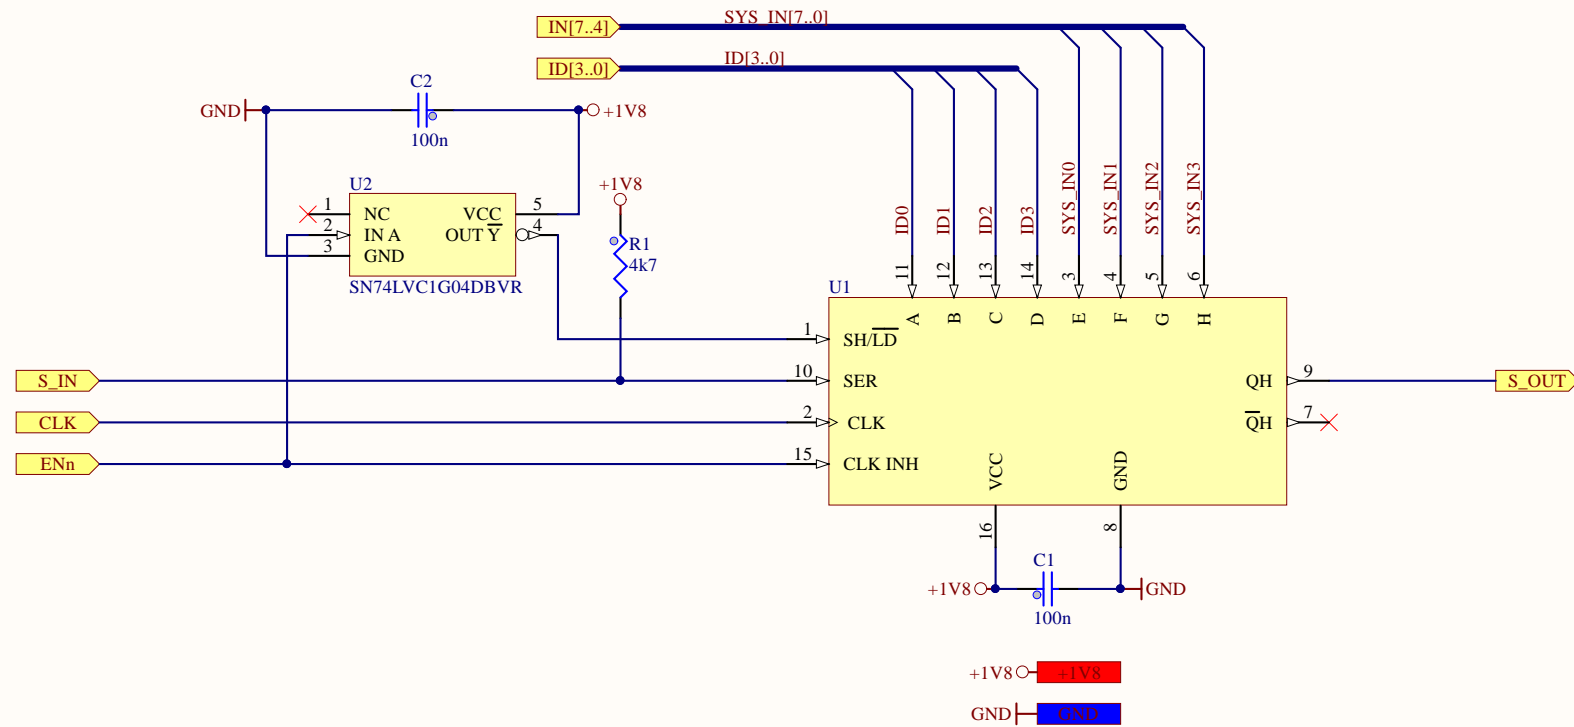 IN[7..4]
SYS_IN[7..0]
ID[3..0]
ID[3..0]
C2
GND
+1V8
100n
U2
1
NC
VCC
5
2
IN A
OUT Y
4
3
GND
SN74LVC1G04DBVR
+1V8
R1
4k7
ID0
ID1
ID2
ID3
SYS_IN0
SYS_IN1
SYS_IN2
SYS_IN3
11
12
13
14
3
4
5
6
U1
A
B
C
D
E
F
G
H
1
SH/LD
S_IN
10
SER
QH
9
S_OUT
CLK
2
CLK
QH
7
ENn
15
CLK INH
VCC
GND
16
8
C1
+1V8
GND
100n
+1V8
+1V8
GND
GND